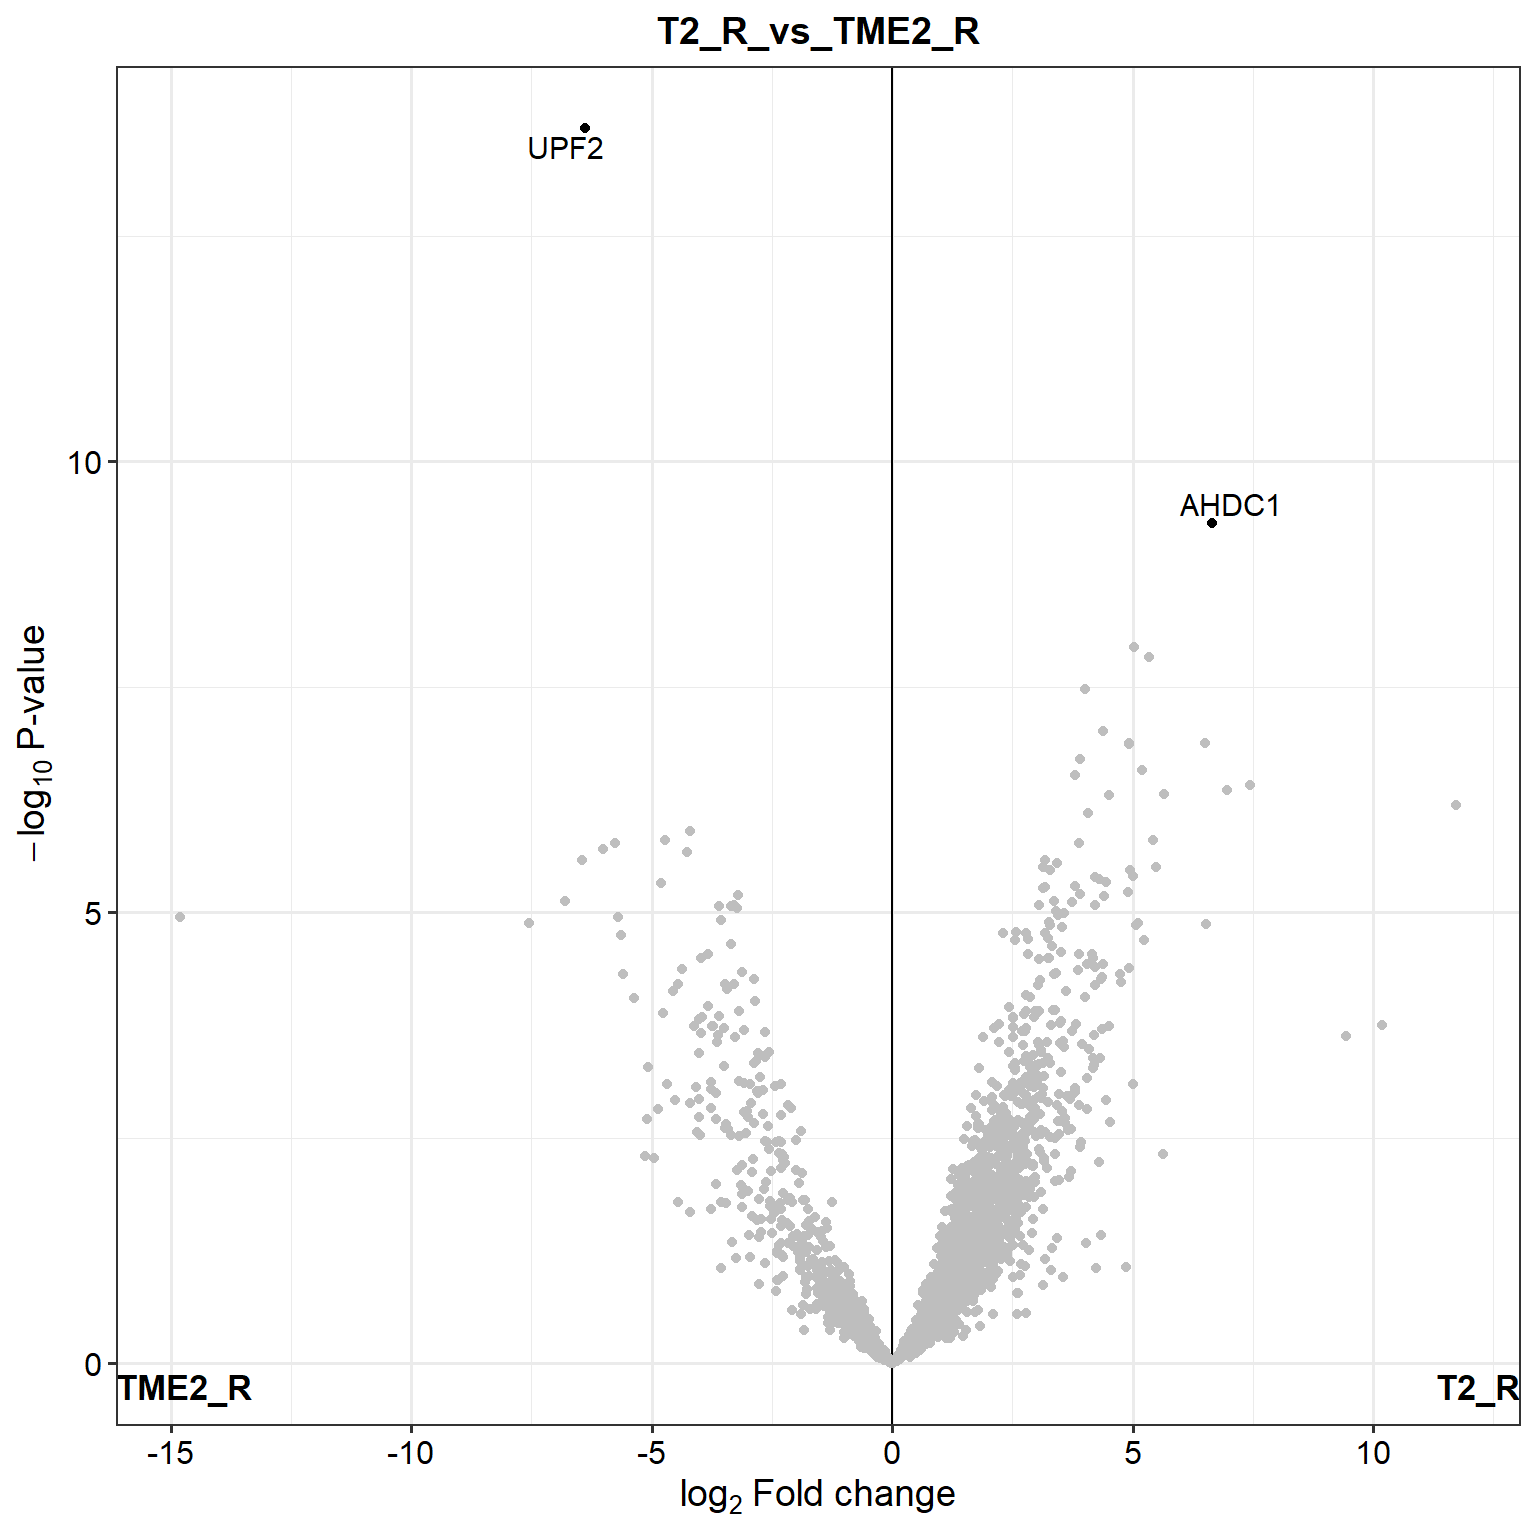 T2_R_vs_TME2_R
UPF2
10
AHDC1
−log10 P-value
5
0
TME2_R
T2_R
-15 -10 -5 0 5 10
log2 Fold change